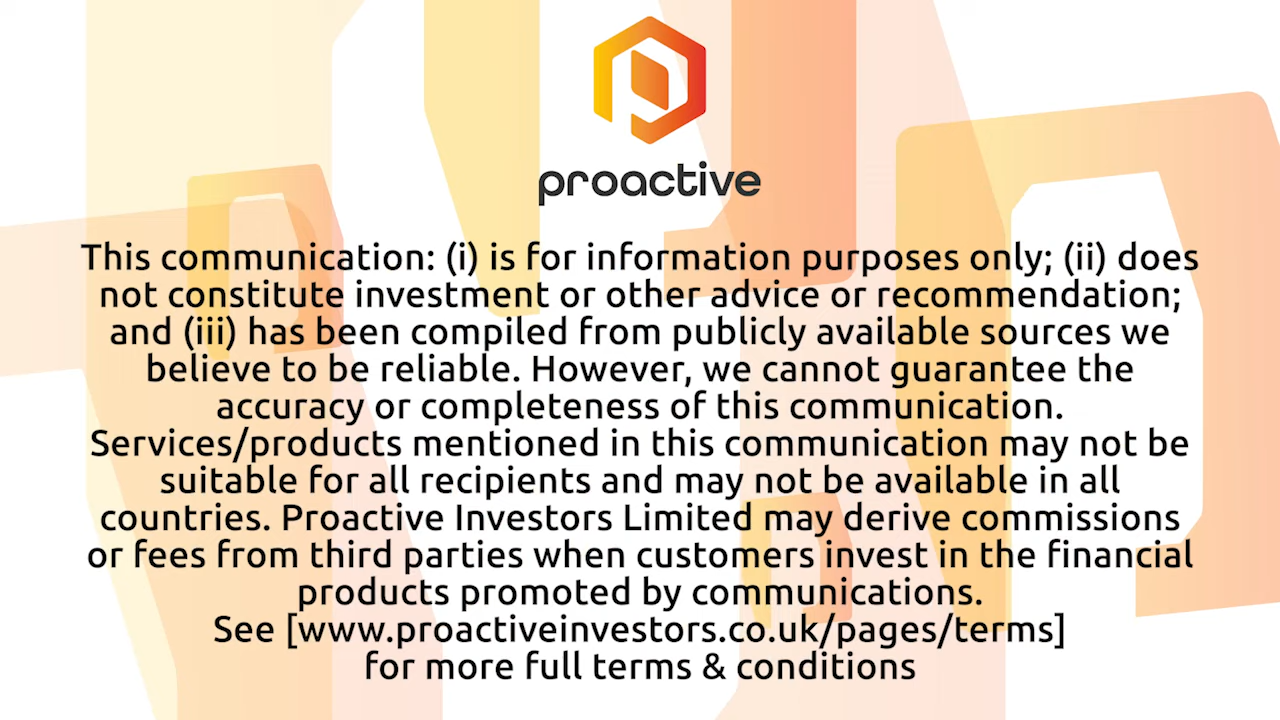 proactive
This communication: (i) is for information purposes only; (ii) does
not constitute investment or other advice or recommendation;
and (iii) has been compiled from publicly available sources we
believe to be reliable. However, we cannot guarantee the
accuracy or completeness of this communication.
Services/products mentioned in this communication may not be
suitable for all recipients and may not be available in all
countries. Proactive Investors Limited may derive commissions
or fees from third parties when customers invest in the financial
products promoted by communications.
See [www.proactiveinvestors.co.uk/pages/terms]
for more full terms & conditions